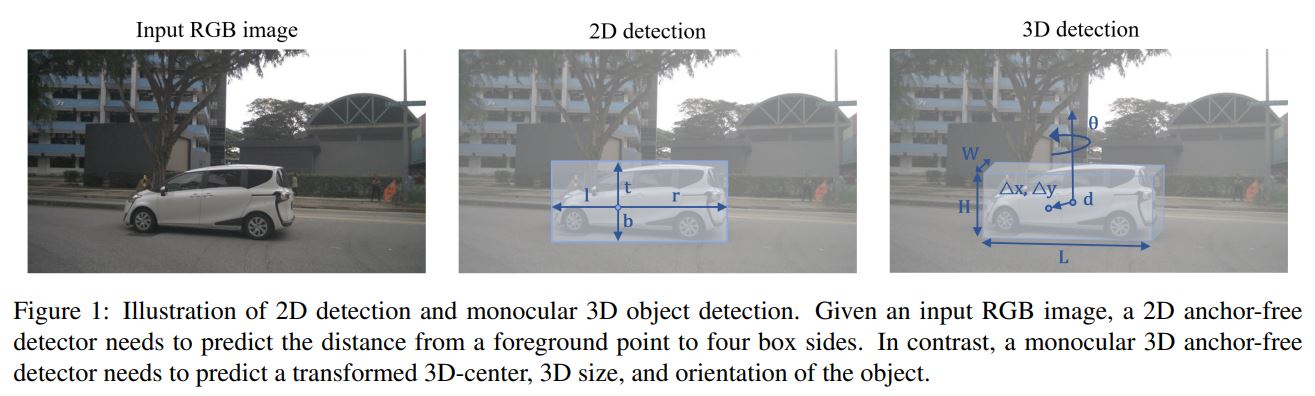 Input RGB image
2D detection
3D detection
t
l
r
b
θ
W
Δx, Δy
d
H
L
Figure 1: Illustration of 2D detection and monocular 3D object detection. Given an input RGB image, a 2D anchor-free
detector needs to predict the distance from a foreground point to four box sides. In contrast, a monocular 3D anchor-free
detector needs to predict a transformed 3D-center, 3D size, and orientation of the object.